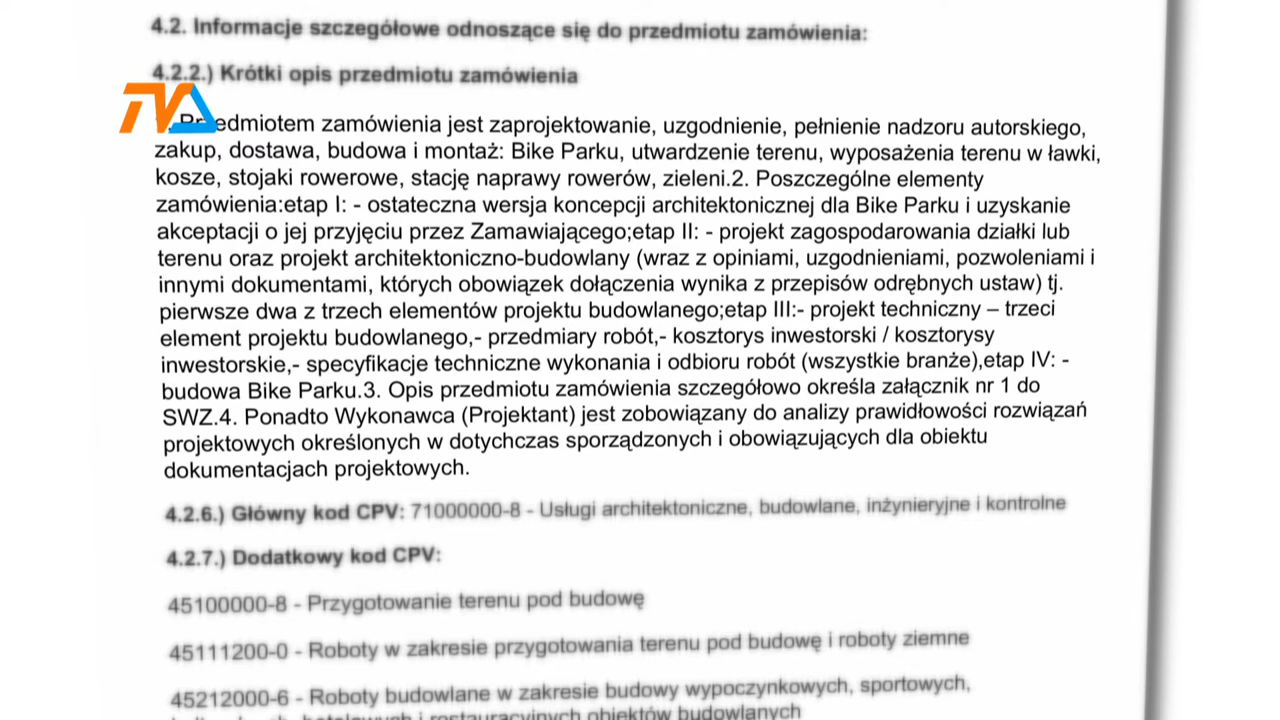 4.2. Informacje szczegółowe odnoszące się do przedmiotu zamówienia:
4.2.2.) Krótki opis przedmiotu zamówienia
TVA
Przedmiotem zamówienia jest zaprojektowanie, uzgodnienie, pełnienie nadzoru autorskiego,
zakup, dostawa, budowa i montaż: Bike Parku, utwardzenie terenu, wyposażenia terenu w ławki,
kosze, stojaki rowerowe, stację naprawy rowerów, zieleni.2. Poszczególne elementy
zamówienia:etap I: - ostateczna wersja koncepcji architektonicznej dla Bike Parku i uzyskanie
akceptacji o jej przyjęciu przez Zamawiającego;etap II: - projekt zagospodarowania działki lub
terenu oraz projekt architektoniczno-budowlany (wraz z opiniami, uzgodnieniami, pozwoleniami i
innymi dokumentami, których obowiązek dołączenia wynika z przepisów odrębnych ustaw) tj.
pierwsze dwa z trzech elementów projektu budowlanego;etap III:- projekt techniczny – trzeci
element projektu budowlanego,- przedmiary robót,- kosztorys inwestorski / kosztorysy
inwestorskie,- specyfikacje techniczne wykonania i odbioru robót (wszystkie branże),etap IV: -
budowa Bike Parku.3. Opis przedmiotu zamówienia szczegółowo określa załącznik nr 1 do
SWZ.4. Ponadto Wykonawca (Projektant) jest zobowiązany do analizy prawidłowości rozwiązań
projektowych określonych w dotychczas sporządzonych i obowiązujących dla obiektu
dokumentacjach projektowych.
4.2.6.) Główny kod CPV: 71000000-8 - Usługi architektoniczne, budowlane, inżynieryjne i kontrolne
4.2.7.) Dodatkowy kod CPV:
45100000-8 - Przygotowanie terenu pod budowę
45111200-0 - Roboty w zakresie przygotowania terenu pod budowę i roboty ziemne
45212000-6 - Roboty budowlane w zakresie budowy wypoczynkowych, sportowych,
i restauracyjnych obiektów budowlanych